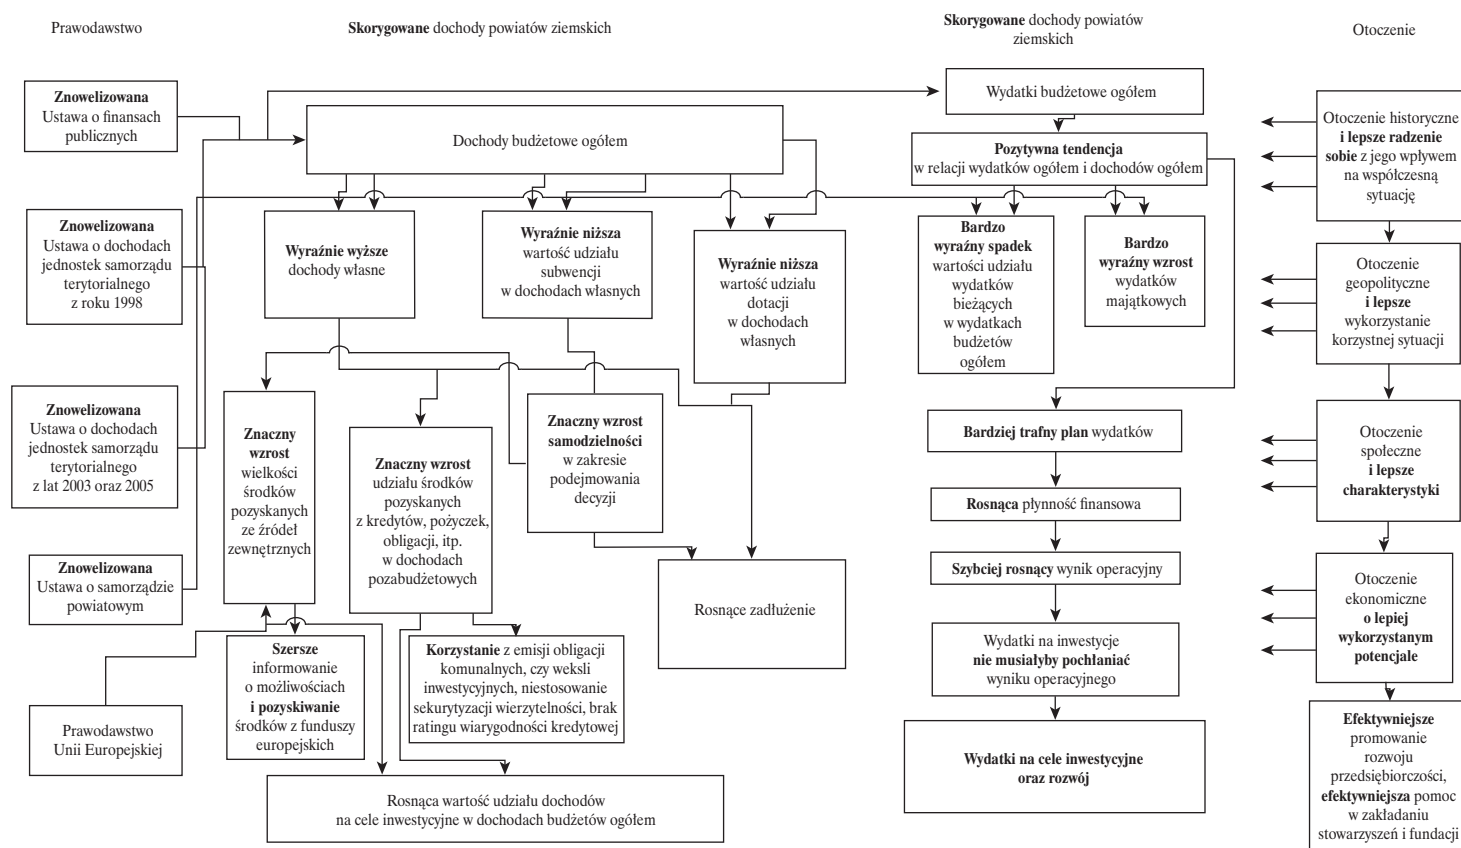 Prawodawstwo
Skorygowane dochody powiatów ziemskich
Skorygowane dochody powiatów
ziemskich
Otoczenie
Znowelizowana
Ustawa o finansach
publicznych
Znowelizowana
Ustawa o dochodach
jednostek samorządu
terytorialnego
z roku 1998
Znowelizowana
Ustawa o dochodach
jednostek samorządu
terytorialnego
z lat 2003 oraz 2005
Znowelizowana
Ustawa o samorządzie
powiatowym
Prawodawstwo
Unii Europejskiej
Dochody budżetowe ogółem
Wyraźnie wyższe
dochody własne
Wyraźnie niższa
wartość udziału
subwencji
w dochodach własnych
Wyraźnie niższa
wartość udziału
dotacji
w dochodach
własnych
Znaczny
wzrost
wielkości
środków
pozyskanych
ze źródeł
zewnętrznych
Znaczny wzrost
udziału środków
pozyskanych
z kredytów, pożyczek,
obligacji, itp.
w dochodach
pozabudżetowych
Znaczny wzrost
samodzielności
w zakresie
podejmowania
decyzji
Rosnące zadłużenie
Szersze
informowanie
o możliwościach
i pozyskiwanie
środków z funduszy
europejskich
Korzystanie z emisji obligacji
komunalnych, czy weksli
inwestycyjnych, niestosowanie
sekurytyzacji wierzytelności, brak
ratingu wiarygodności kredytowej
Rosnąca wartość udziału dochodów
na cele inwestycyjne w dochodach budżetów ogółem
Wydatki budżetowe ogółem
Pozytywna tendencja
w relacji wydatków ogółem i dochodów ogółem
Bardzo
wyraźny spadek
wartości udziału
wydatków
bieżących
w wydatkach
budżetów
ogółem
Bardzo
wyraźny wzrost
wydatków
majątkowych
Bardziej trafny plan wydatków
Rosnąca płynność finansowa
Szybciej rosnący wynik operacyjny
Wydatki na inwestycje
nie musiałyby pochłaniać
wyniku operacyjnego
Wydatki na cele inwestycyjne
oraz rozwój
Otoczenie historyczne
i lepsze radzenie
sobie z jego wpływem
na współczesną
sytuację
Otoczenie
geopolityczne
i lepsze
wykorzystanie
korzystnej sytuacji
Otoczenie
społeczne
i lepsze
charakterystyki
Otoczenie
ekonomiczne
o lepiej
wykorzystanym
potencjale
Efektywniejsze
promowanie
rozwoju
przedsiębiorczości,
efektywniejsza pomoc
w zakładaniu
stowarzyszeń i fundacji